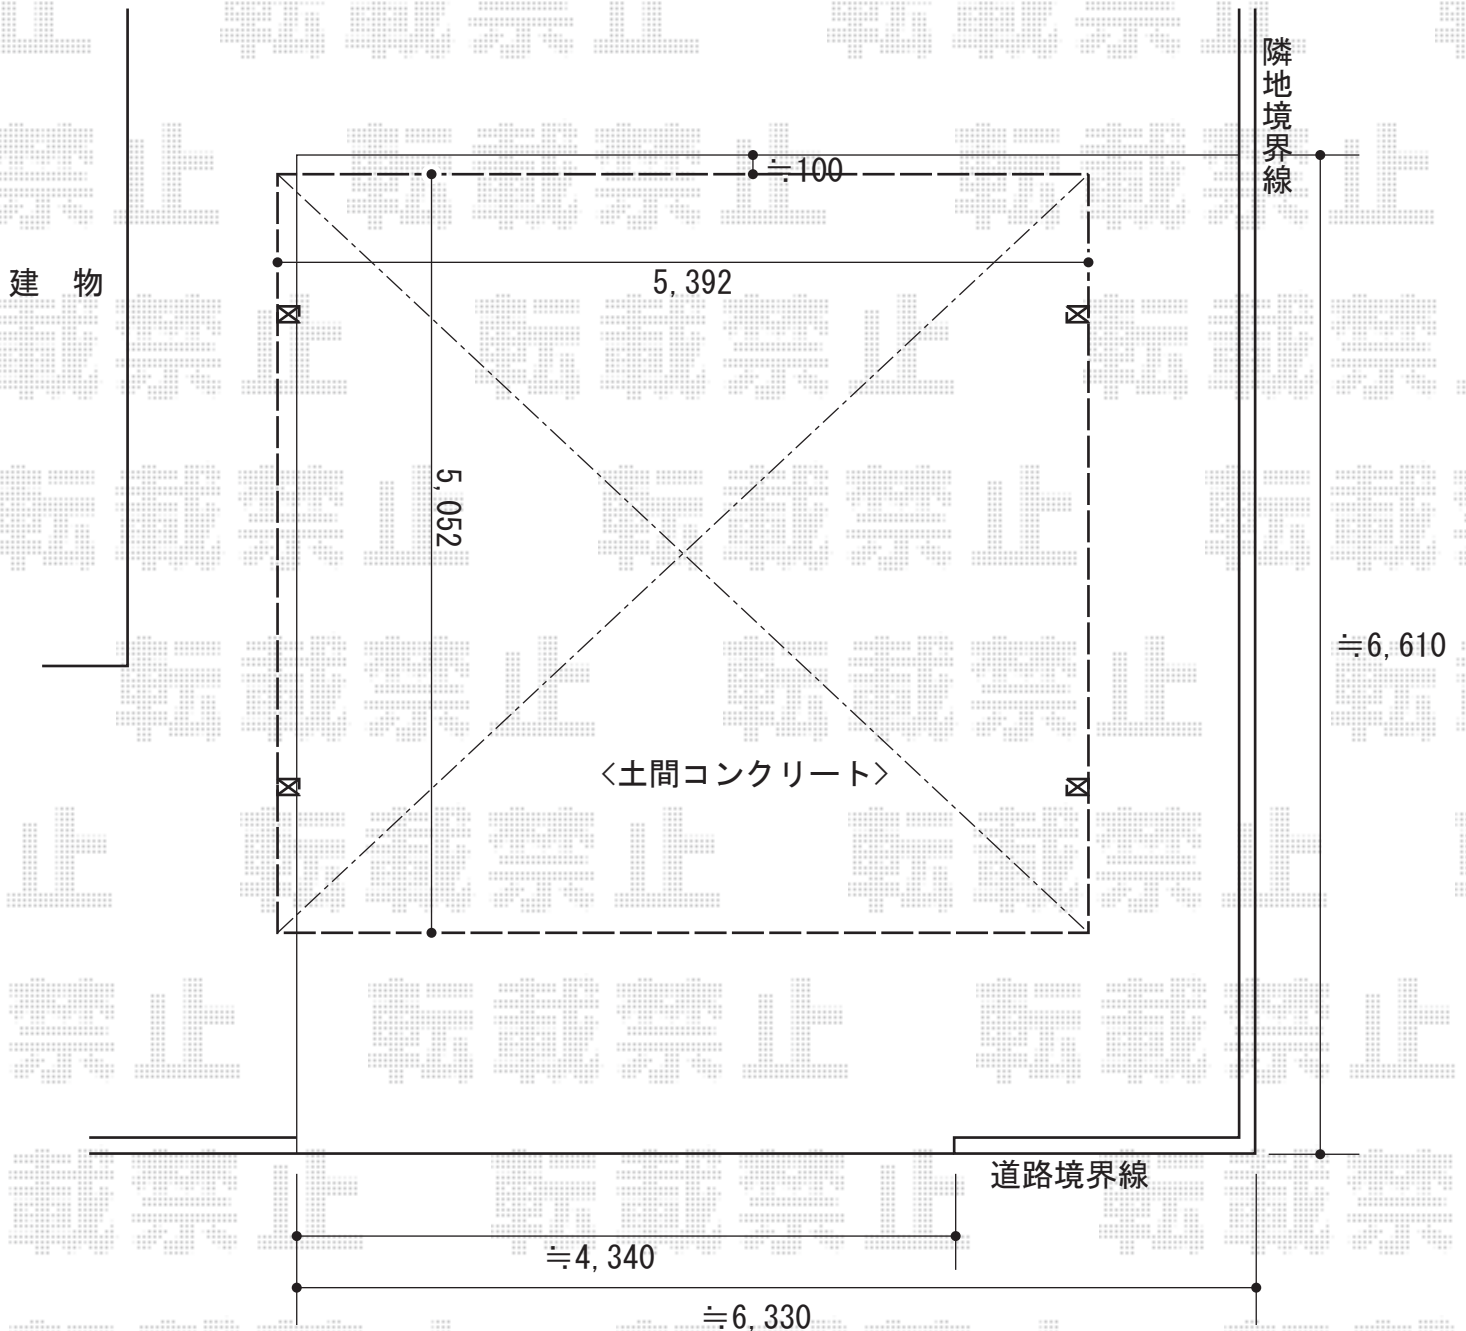 隣地境界線
≒100
建 物
5,392
5,052
≒6,610
<土間コンクリート>
道路境界線
≒4,340
≒6,330
転載禁止